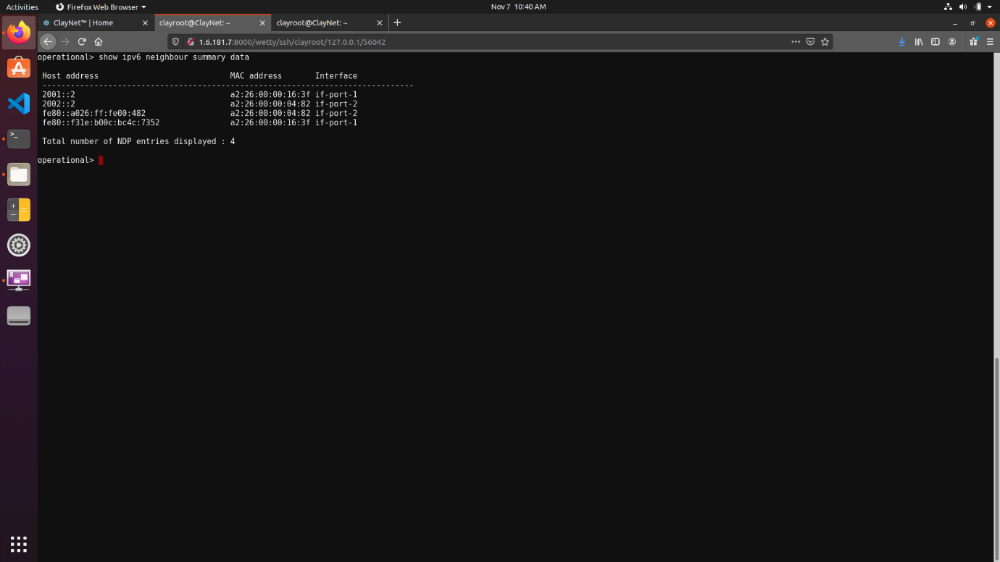 Activities Firefox Web Browser Nov 7 10:40 AM
ClayNet™ | Home clayroot@ClayNet: ~ clayroot@ClayNet: ~
1.6.181.7:8000/wetty/ssh/clayroot/127.0.0.1/56042
operational> show ipv6 neighbour summary data
Host address MAC address Interface
--------------------------------------------------------------------------------
2001::2 a2:26:00:00:16:3f if-port-1
2002::2 a2:26:00:00:04:82 if-port-2
fe80::a026:ff:fe00:482 a2:26:00:00:04:82 if-port-2
fe80::f31e:b00c:bc4c:7352 a2:26:00:00:16:3f if-port-1
Total number of NDP entries displayed : 4
operational>